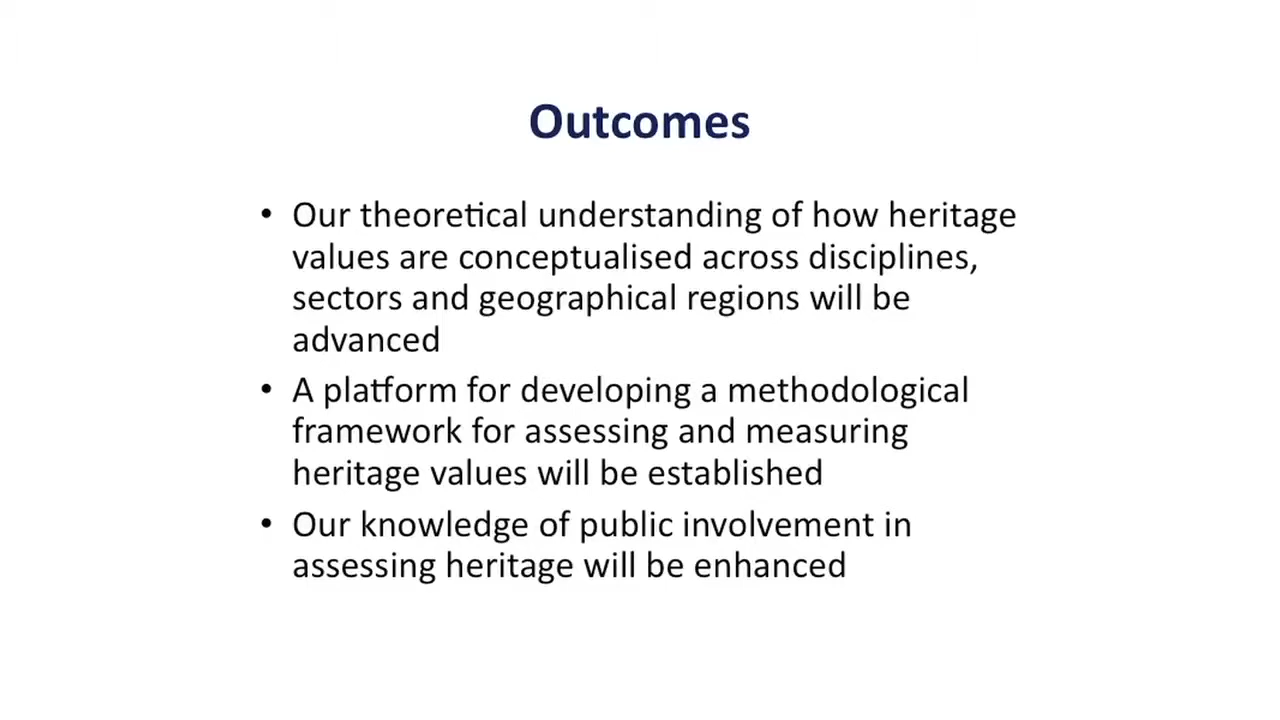 Outcomes
• Our theoretical understanding of how heritage
values are conceptualised across disciplines,
sectors and geographical regions will be
advanced
• A platform for developing a methodological
framework for assessing and measuring
heritage values will be established
• Our knowledge of public involvement in
assessing heritage will be enhanced